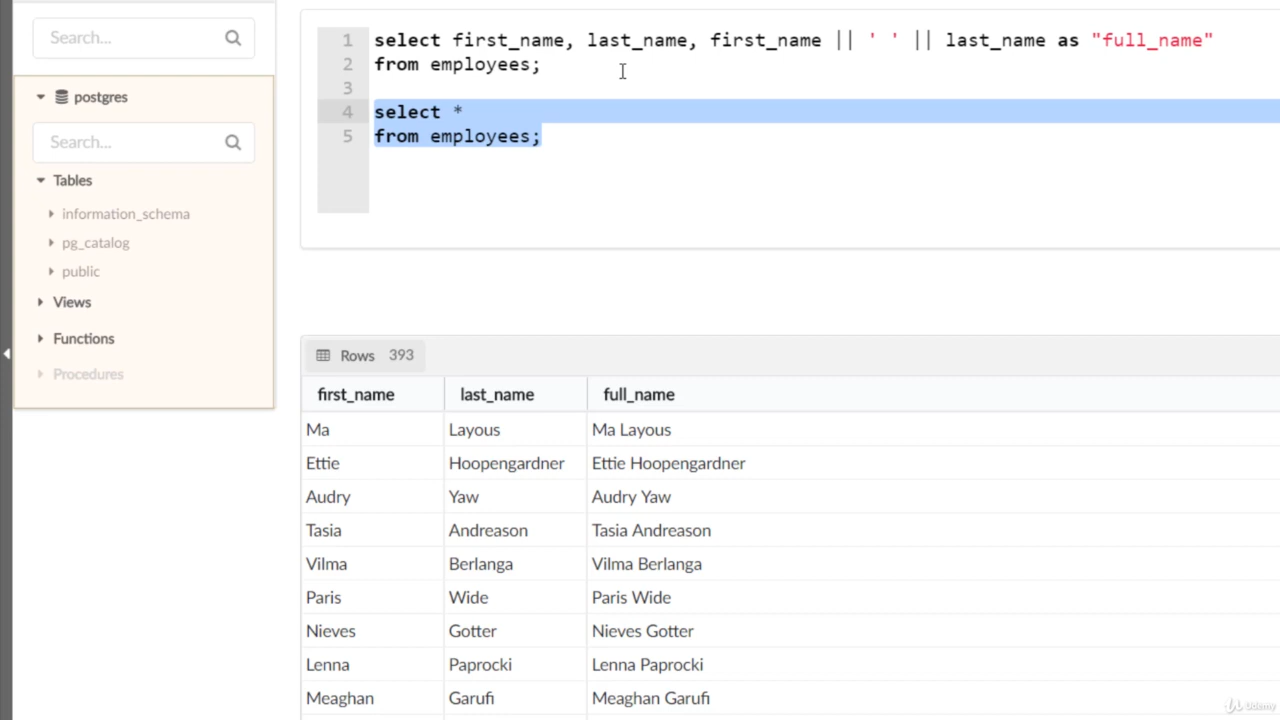 Search...
postgres
Search...
Tables
information_schema
pg_catalog
public
Views
Functions
Procedures
1 select first_name, last_name, first_name || ' ' || last_name as "full_name"
2 from employees;
3
4 select *
5 from employees;
Rows 393
first_name last_name full_name
Ma Layous Ma Layous
Ettie Hoopengardner Ettie Hoopengardner
Audry Yaw Audry Yaw
Tasia Andreason Tasia Andreason
Vilma Berlanga Vilma Berlanga
Paris Wide Paris Wide
Nieves Gotter Nieves Gotter
Lenna Paprocki Lenna Paprocki
Meaghan Garufi Meaghan Garufi
Udemy